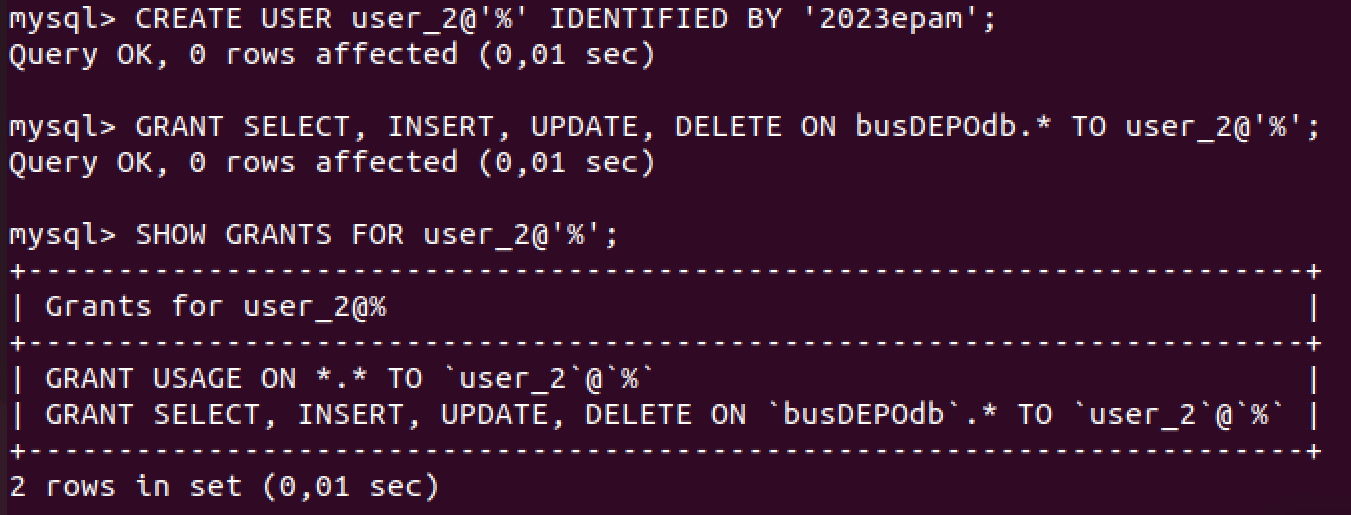 mysql> CREATE USER user_2@'%' IDENTIFIED BY '2023epam';
Query OK, 0 rows affected (0,01 sec)
mysql> GRANT SELECT, INSERT, UPDATE, DELETE ON busDEPOdb.* TO user_2@'%';
Query OK, 0 rows affected (0,01 sec)
mysql> SHOW GRANTS FOR user_2@'%';
+-----------------------------------------------------------------------+
| Grants for user_2@%                                                   |
+-----------------------------------------------------------------------+
| GRANT USAGE ON *.* TO `user_2`@`%`                                    |
| GRANT SELECT, INSERT, UPDATE, DELETE ON `busDEPOdb`.* TO `user_2`@`%` |
+-----------------------------------------------------------------------+
2 rows in set (0,01 sec)